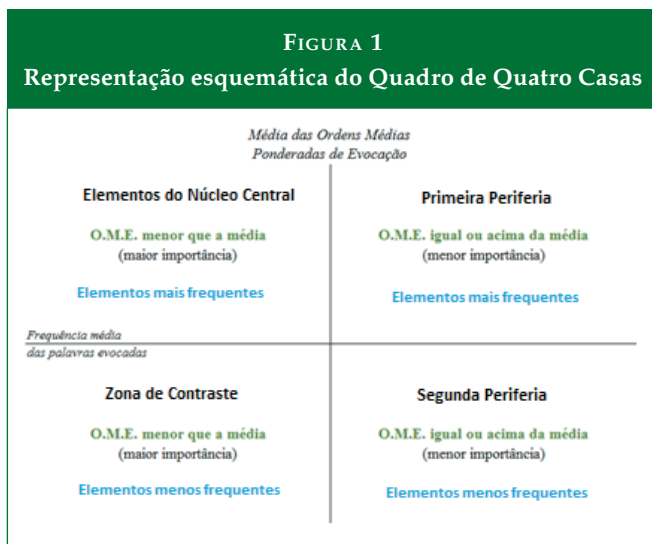 FIGURA 1
Representação esquemática do Quadro de Quatro Casas
Média das Ordens Médias
Ponderadas de Evocação
Elementos do Núcleo Central
O.M.E. menor que a média
(maior importância)
Elementos mais frequentes
Primeira Periferia
O.M.E. igual ou acima da média
(menor importância)
Elementos mais frequentes
Frequência média
das palavras evocadas
Zona de Contraste
O.M.E. menor que a média
(maior importância)
Elementos menos frequentes
Segunda Periferia
O.M.E. igual ou acima da média
(menor importância)
Elementos menos frequentes